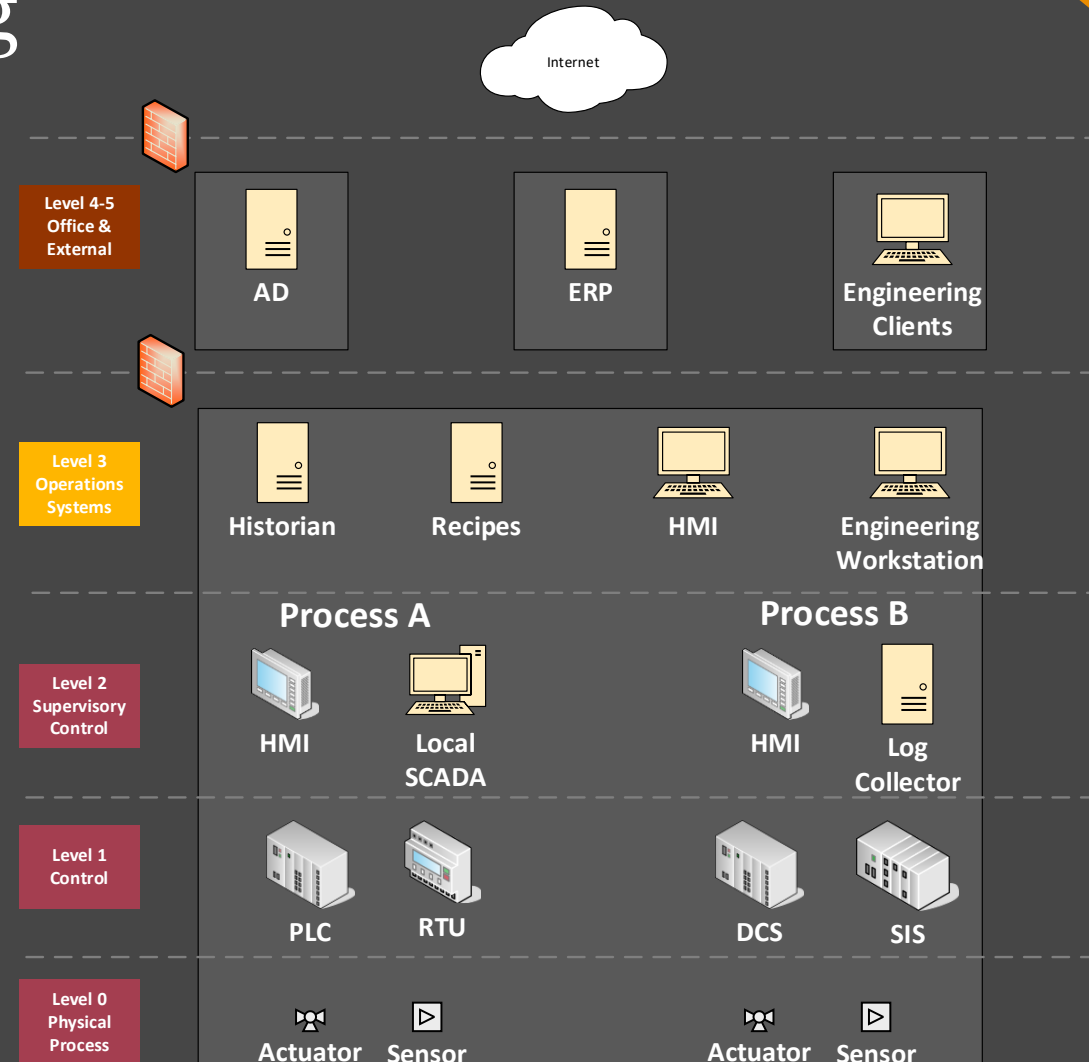 g
Internet
Level 4-5
Office &
External
AD
ERP
Engineering
Clients
Level 3
Operations
Systems
Historian
Recipes
HMI
Engineering
Workstation
Process A
Process B
Level 2
Supervisory
Control
HMI
Local
SCADA
HMI
Log
Collector
Level 1
Control
PLC
RTU
DCS
SIS
Level 0
Physical
Process
Actuator
Sensor
Actuator
Sensor